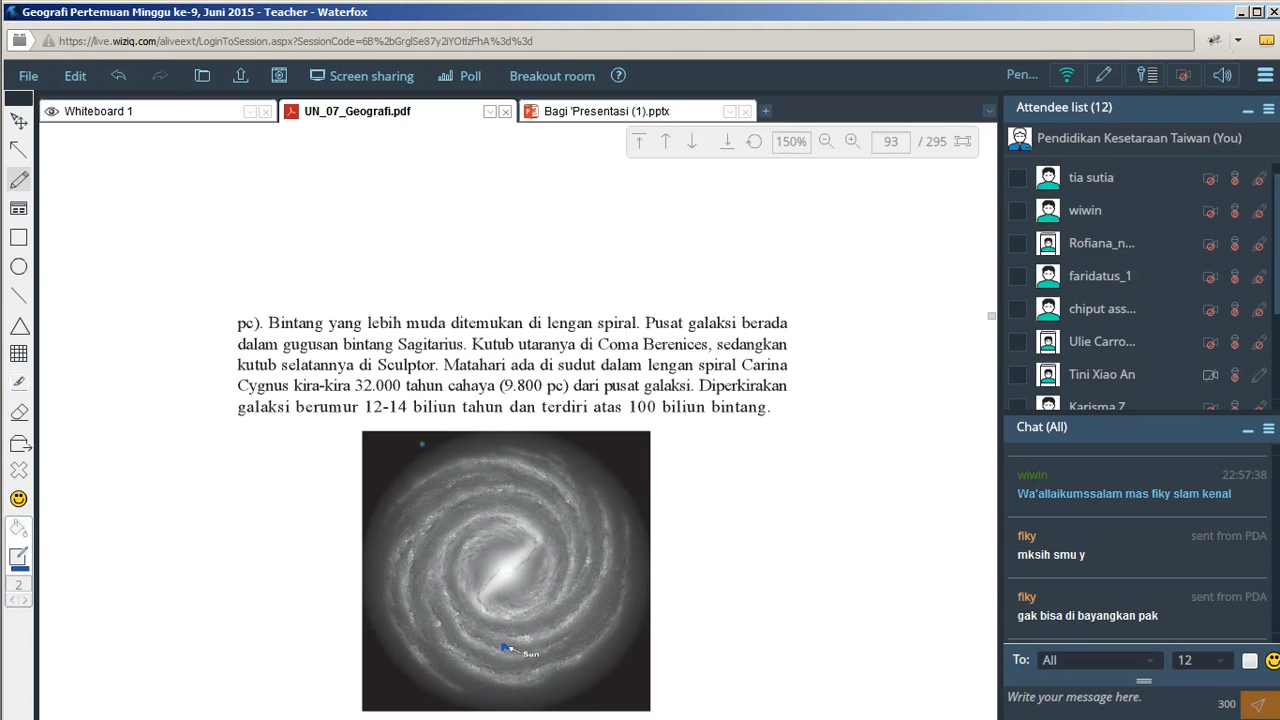 Geografi Pertemuan Minggu ke-9, Juni 2015 - Teacher - Waterfox
https://live.wiziq.com/aliveext/LoginToSession.aspx?SessionCode=6B%2bGrglSe87y2iYOtlzFhA%3d%3d
File Edit Screen sharing Poll Breakout room Pen...
Whiteboard 1 UN_07_Geografi.pdf Bagi 'Presentasi (1).pptx
150% 93 / 295
pc). Bintang yang lebih muda ditemukan di lengan spiral. Pusat galaksi berada
dalam gugusan bintang Sagitarius. Kutub utaranya di Coma Berenices, sedangkan
kutub selatannya di Sculptor. Matahari ada di sudut dalam lengan spiral Carina
Cygnus kira-kira 32.000 tahun cahaya (9.800 pc) dari pusat galaksi. Diperkirakan
galaksi berumur 12-14 biliun tahun dan terdiri atas 100 biliun bintang.
Sun
2
Attendee list (12)
Pendidikan Kesetaraan Taiwan (You)
tia sutia
wiwin
Rofiana_n...
faridatus_1
chiput ass...
Ulie Carro...
Tini Xiao An
Karisma Z
Chat (All)
wiwin 22:57:38
Wa'allaikumssalam mas fiky slam kenal
fiky sent from PDA
mksih smu y
fiky sent from PDA
gak bisa di bayangkan pak
To: All 12
Write your message here. 300